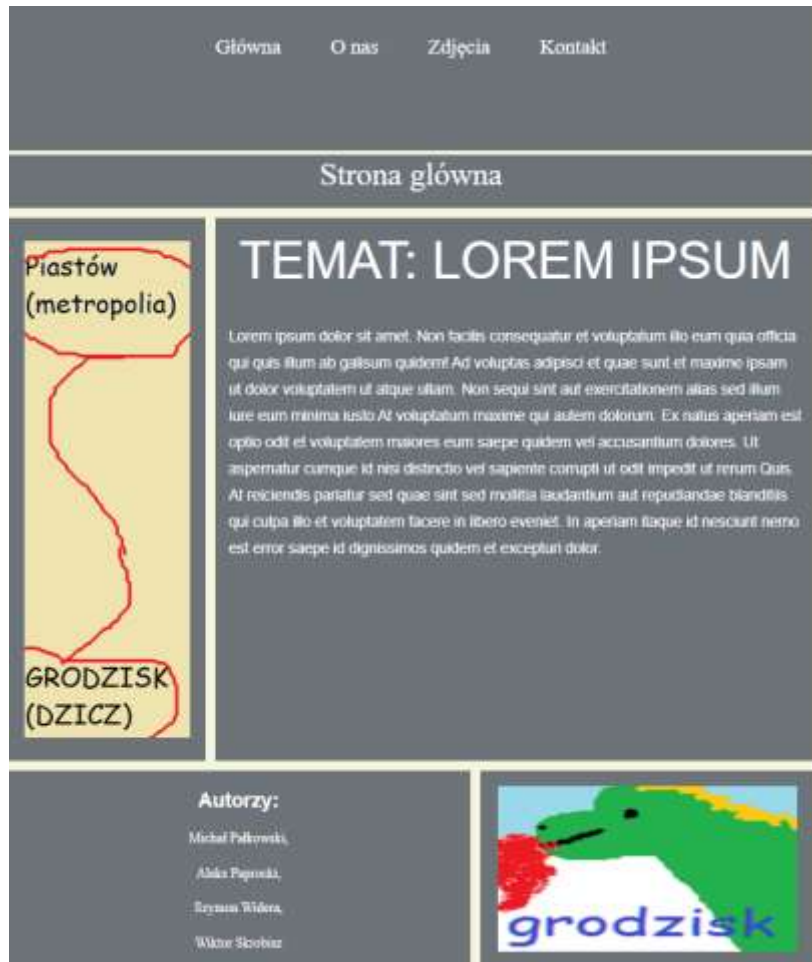 Główna O nas Zdjęcia Kontakt
Strona główna
Piastów
(metropolia)
GRODZISK
(DZICZ)
TEMAT: LOREM IPSUM
Lorem ipsum dolor sit amet. Non facilis consequatur et voluptatum illo eum quia officia
qui quis illum ab galisum quidem! Ad voluptas adipisci et quae sunt et maxime ipsam
ut dolor voluptatem ut atque ullam. Non sequi sint aut exercitationem alias sed illum
iure eum minima iusto At voluptatum maxime qui autem dolorum. Ex natus aperiam est
optio odit et voluptatem maiores eum saepe quidem vel accusantium dolores. Ut
aspernatur cumque id nisi distinctio vel sapiente corrupti ut odit impedit ut rerum Quis.
At reiciendis pariatur sed quae sint sed mollitia laudantium aut repudiandae blanditiis
qui culpa illo et voluptatem facere in libero eveniet. In aperiam itaque id nesciunt nemo
est error saepe id dignissimos quidem et excepturi dolor.
Autorzy:
Michał Pałkowski,
Widera,
Wiktor
grodzisk